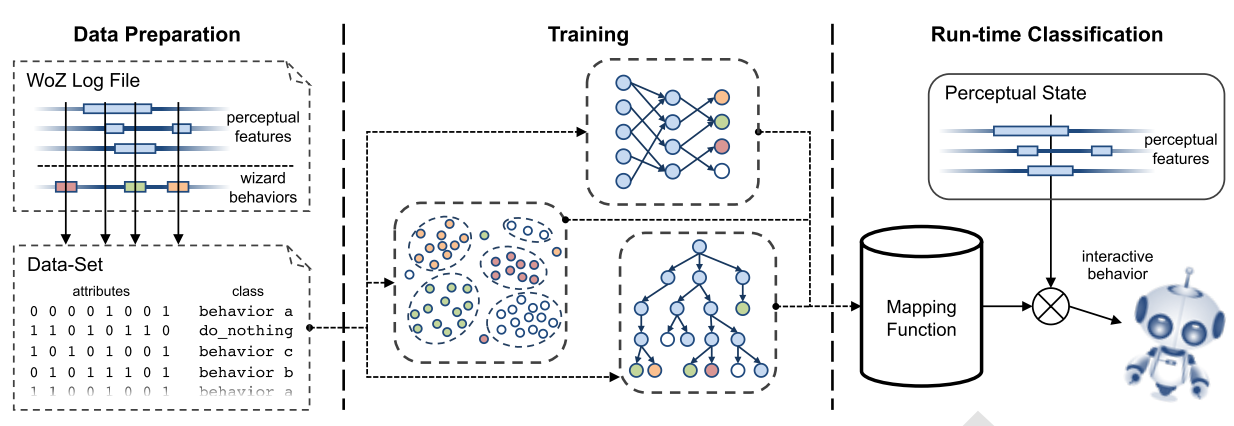 Data Preparation
Training
Run-time Classification
WoZ Log File
perceptual
features
wizard
behaviors
Data-Set
attributes class
0 0 0 0 1 0 0 1 behavior a
1 1 0 1 0 1 1 0 do_nothing
1 0 1 0 1 0 0 1 behavior c
0 1 0 1 1 1 0 1 behavior b
1 1 0 0 1 0 0 1 behavior a
Perceptual State
perceptual
features
Mapping
Function
interactive
behavior